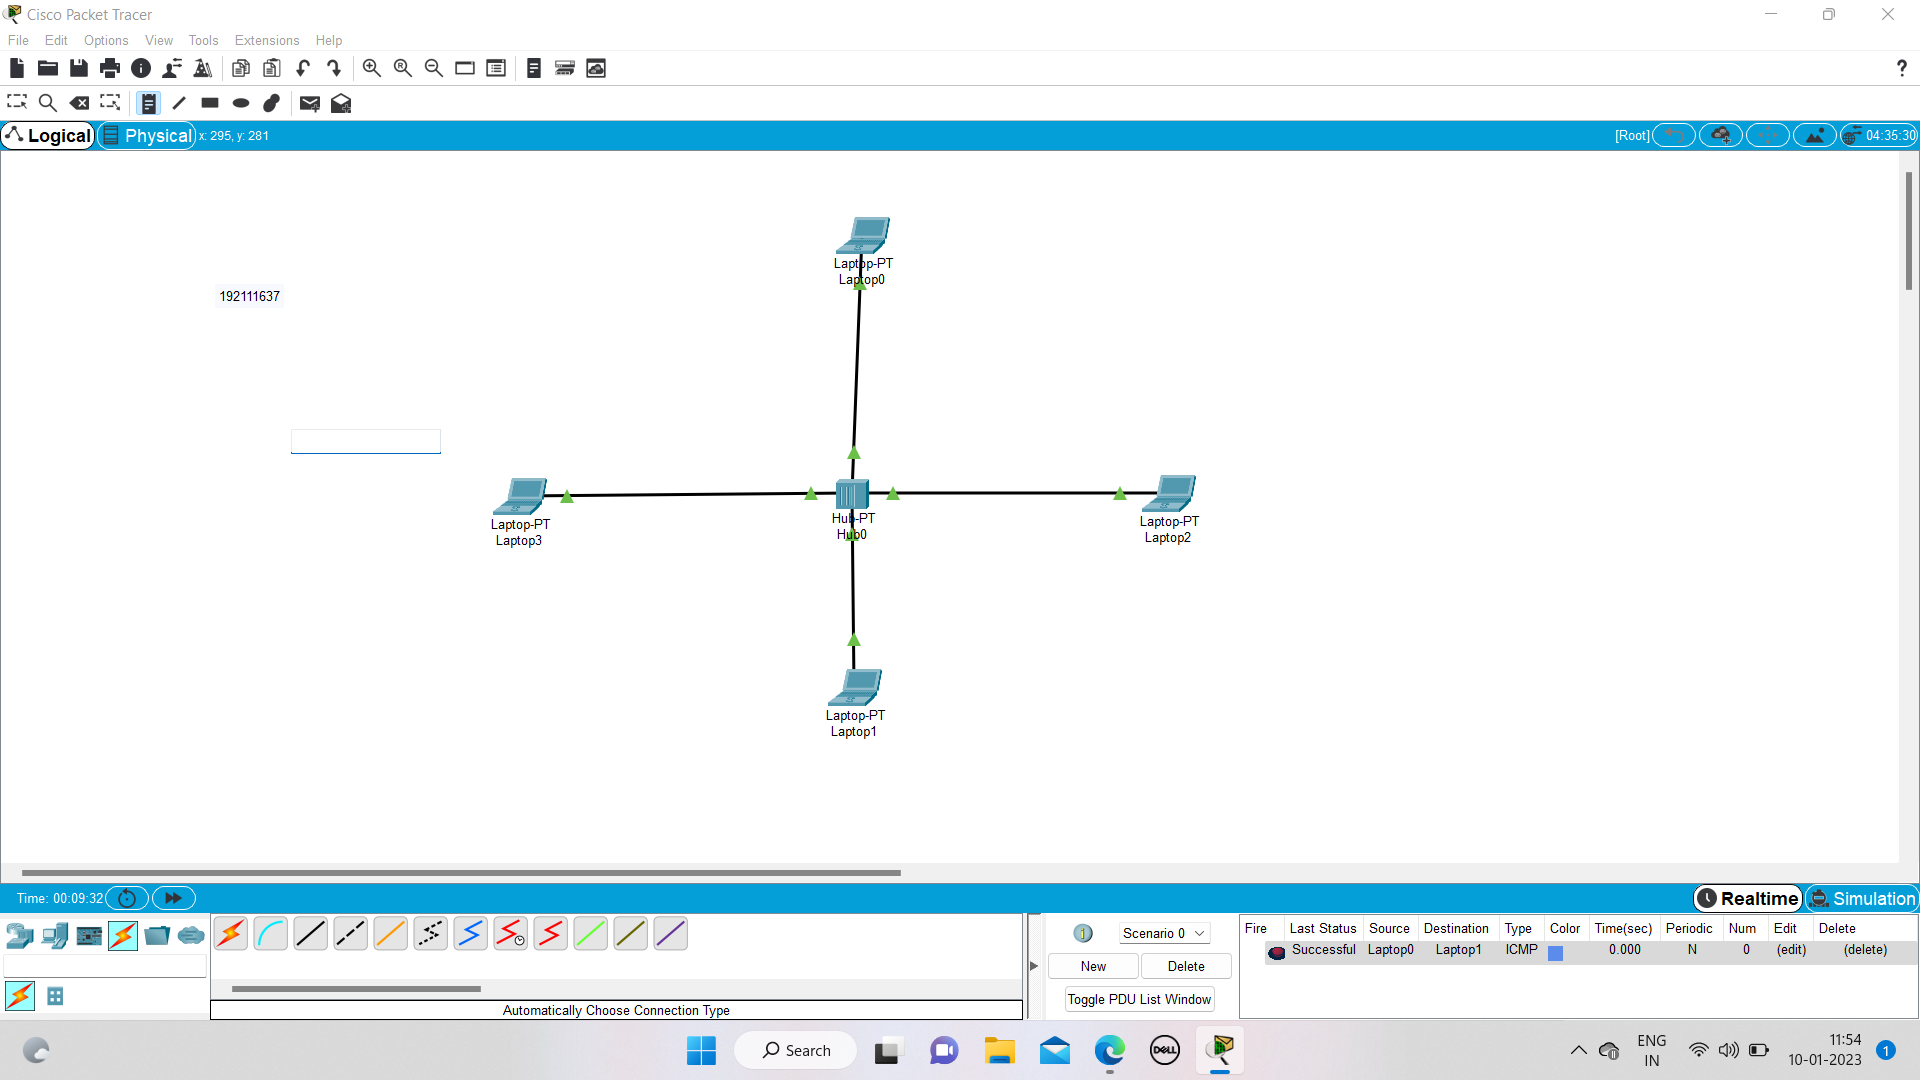 Cisco Packet Tracer
File Edit Options View Tools Extensions Help
?
Logical Physical x: 295, y: 281 [Root] 04:35:30
Laptop-PT
Laptop0
192111637
Laptop-PT
Laptop3
Hub-PT
Hub0
Laptop-PT
Laptop2
Laptop-PT
Laptop1
Time: 00:09:32 Realtime Simulation
Scenario 0
New Delete
Toggle PDU List Window
Fire Last Status Source Destination Type Color Time(sec) Periodic Num Edit Delete
Successful Laptop0 Laptop1 ICMP 0.000 N 0 (edit) (delete)
Automatically Choose Connection Type
Search
DELL
ENG
IN
11:54
10-01-2023
1